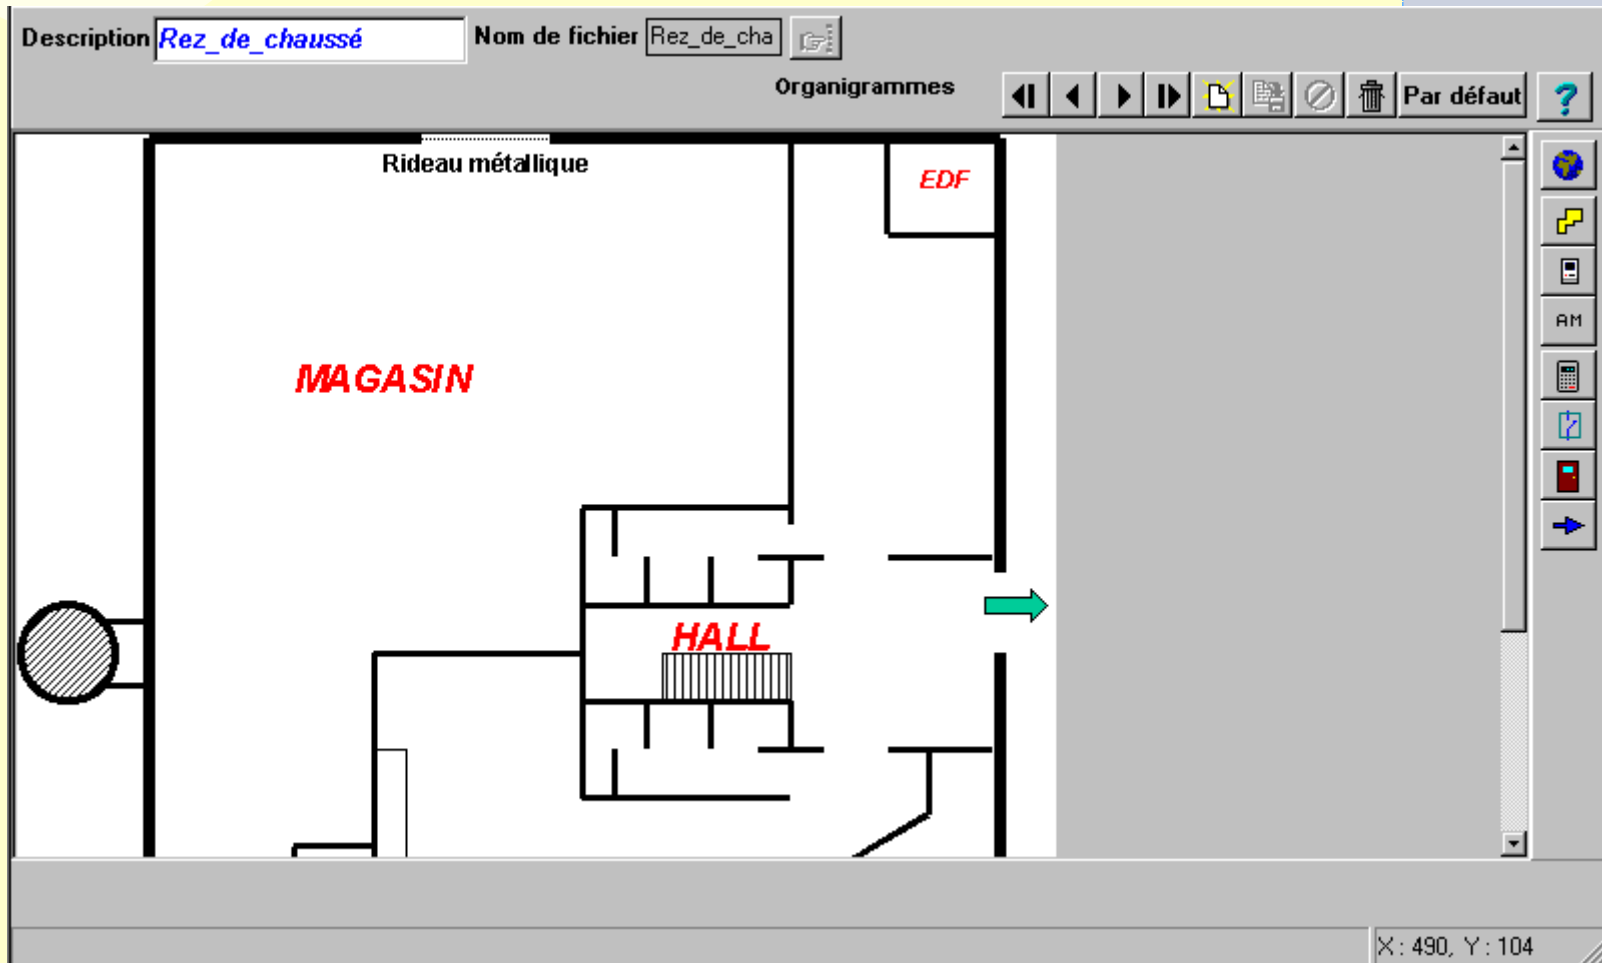 Description Rez_de_chaussé Nom de fichier Rez_de_cha
Organigrammes Par défaut ?
Rideau métallique
EDF
MAGASIN
AM
HALL
X : 490, Y : 104